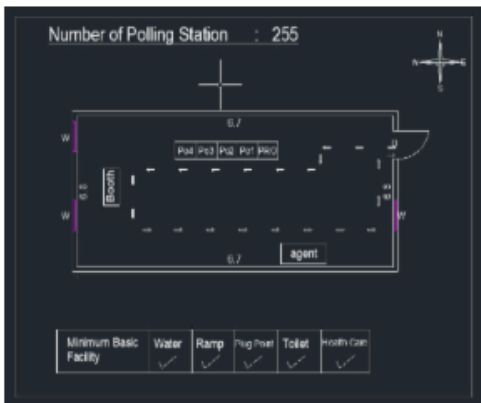 Number of Polling Station : 255
N
W E
S
6.7
W
Po4 Po3 Po2 Po1 PRO
Booth
W
W
6.7
agent
Minimum Basic Facility
Water
Ramp
Plug Point
Toilet
Health Care